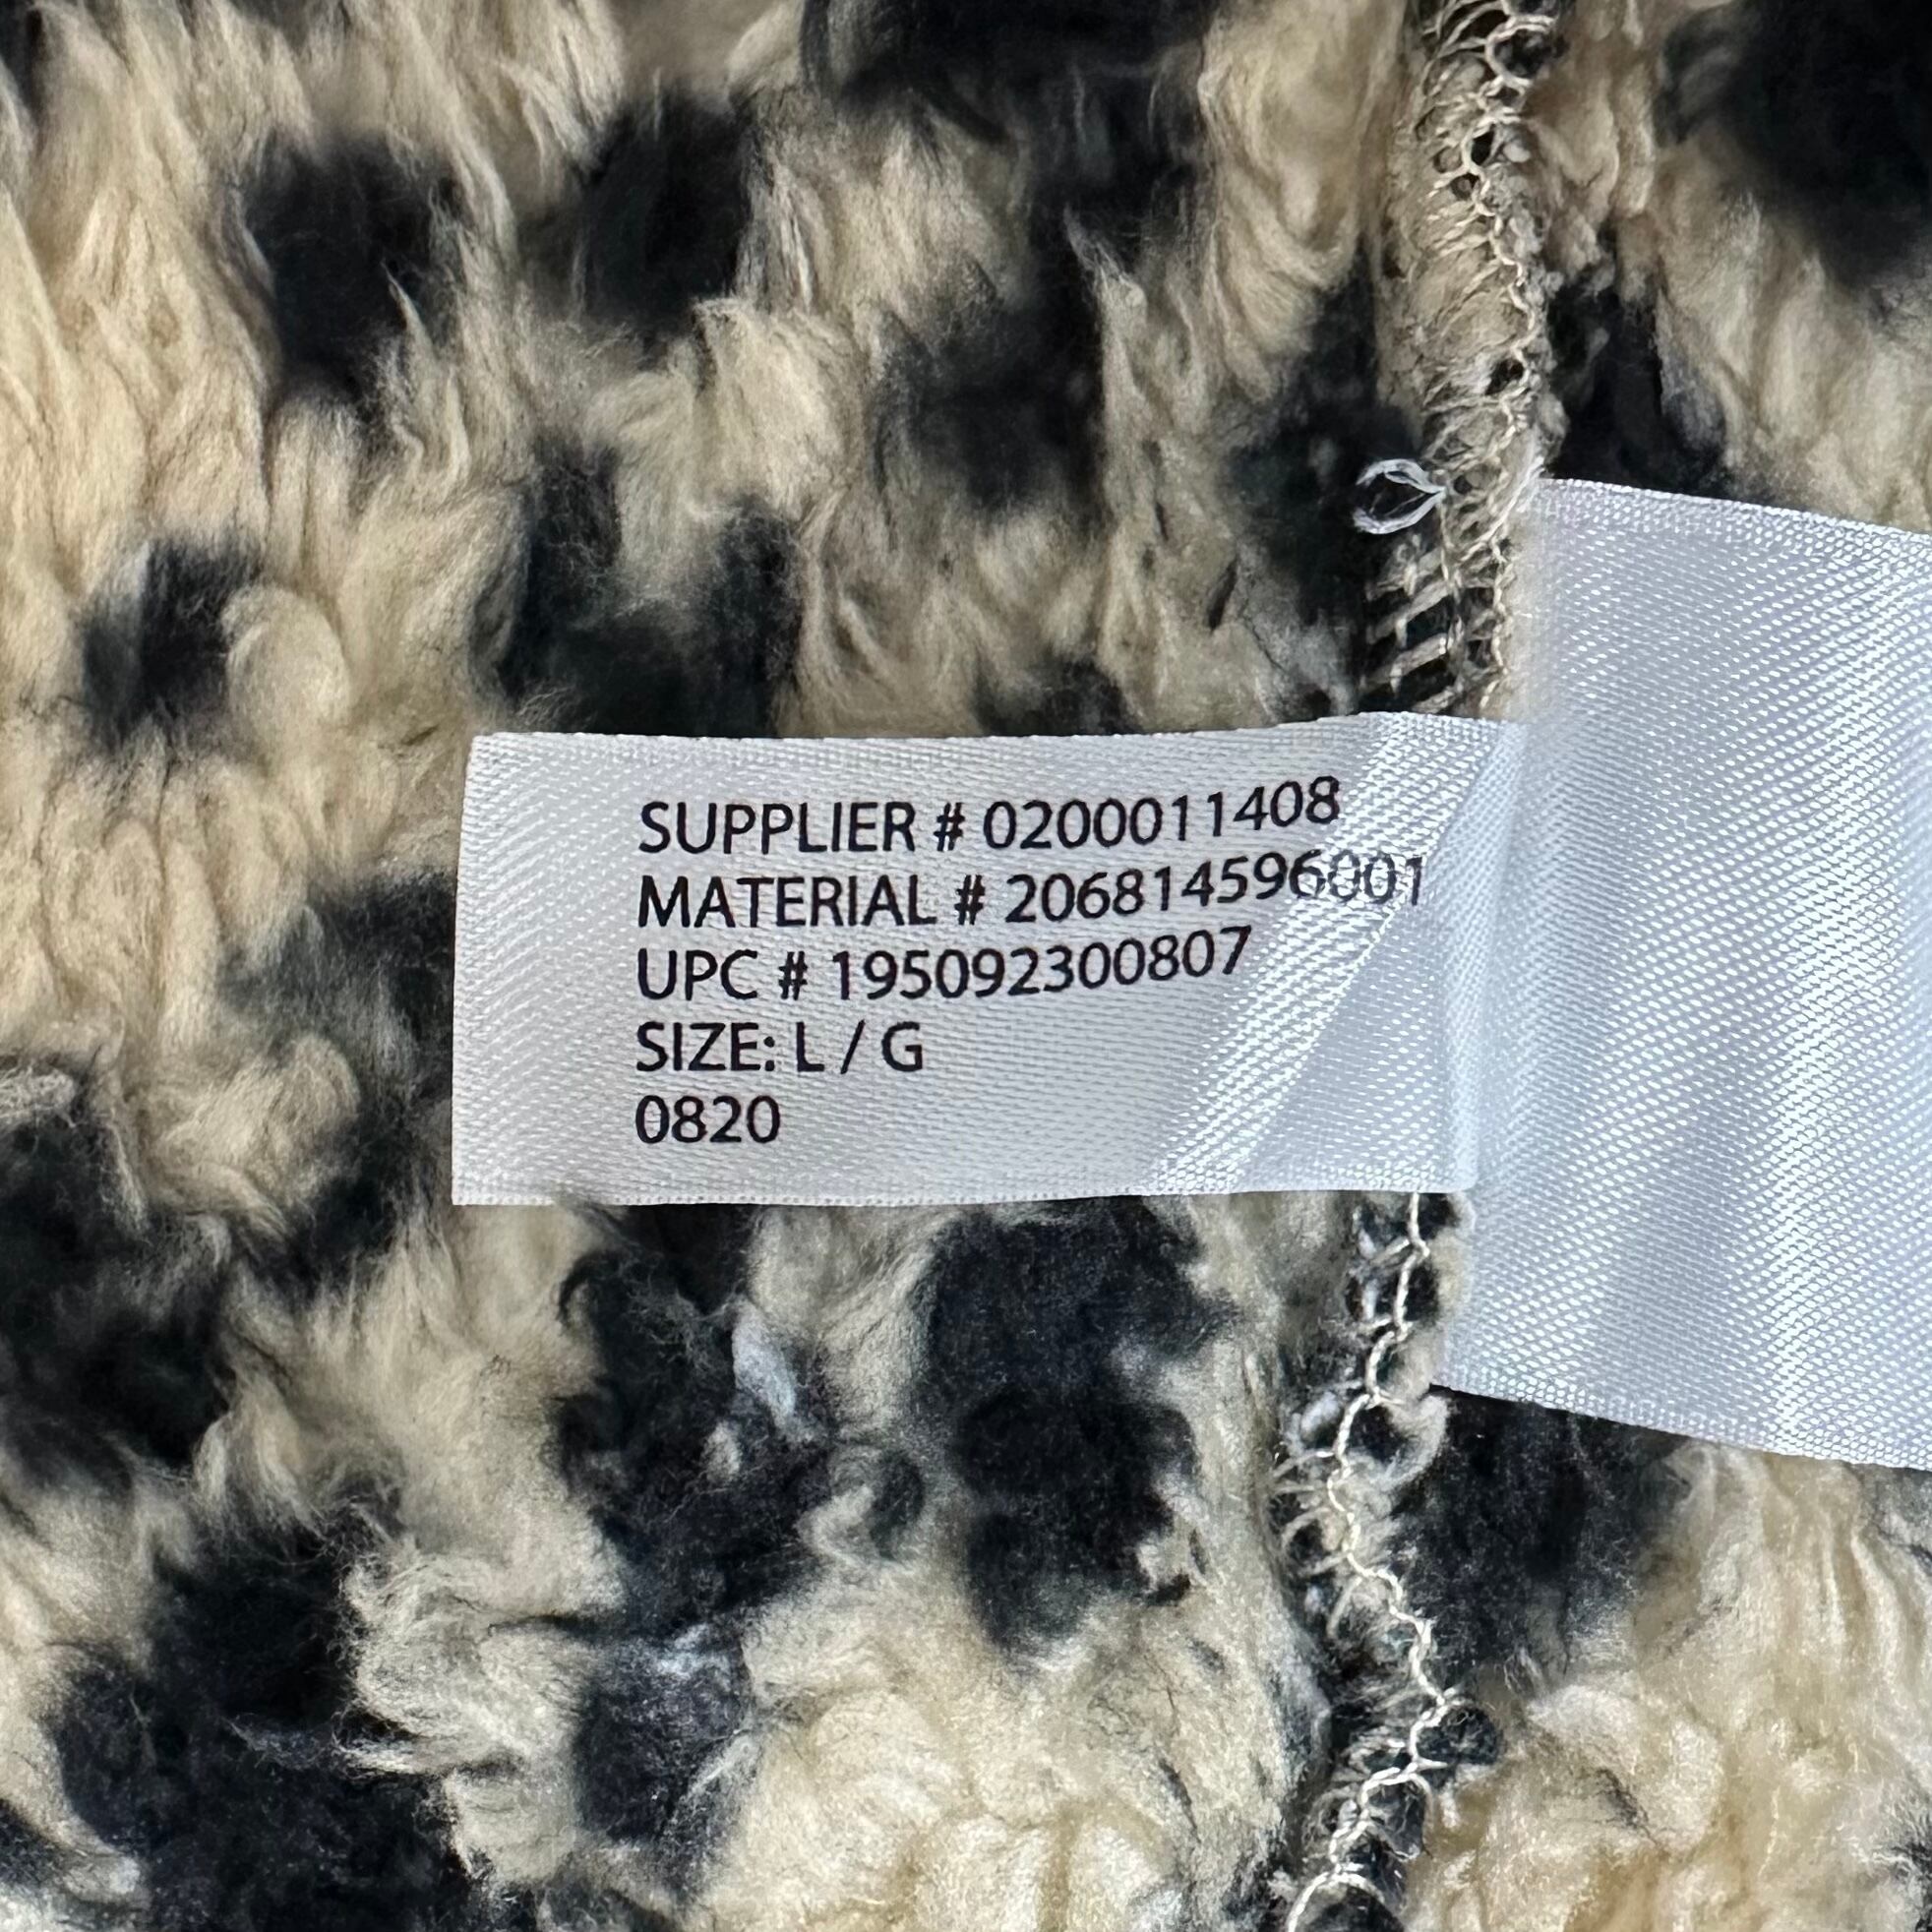 SUPPLIER # 0200011408
MATERIAL # 206814596001
UPC # 195092300807
SIZE: L / G
0820